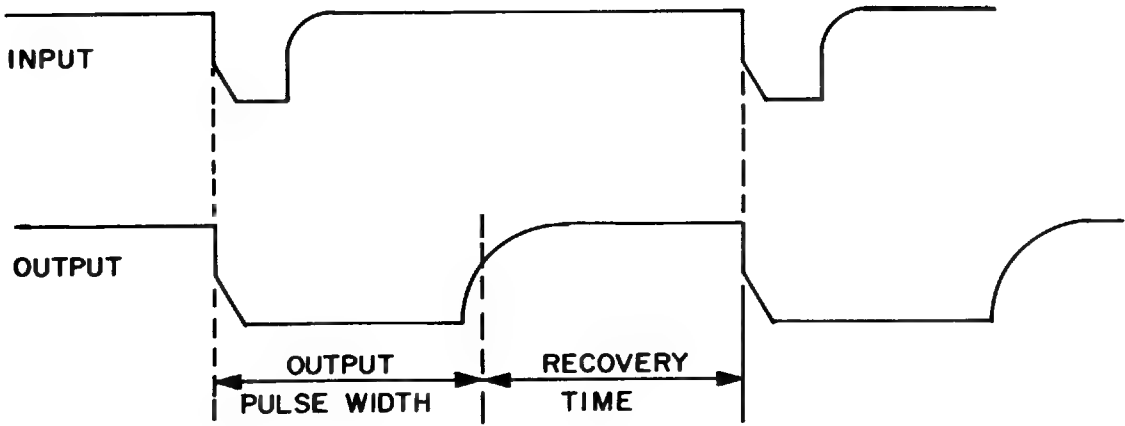 INPUT
OUTPUT
OUTPUT
PULSE WIDTH
RECOVERY
TIME